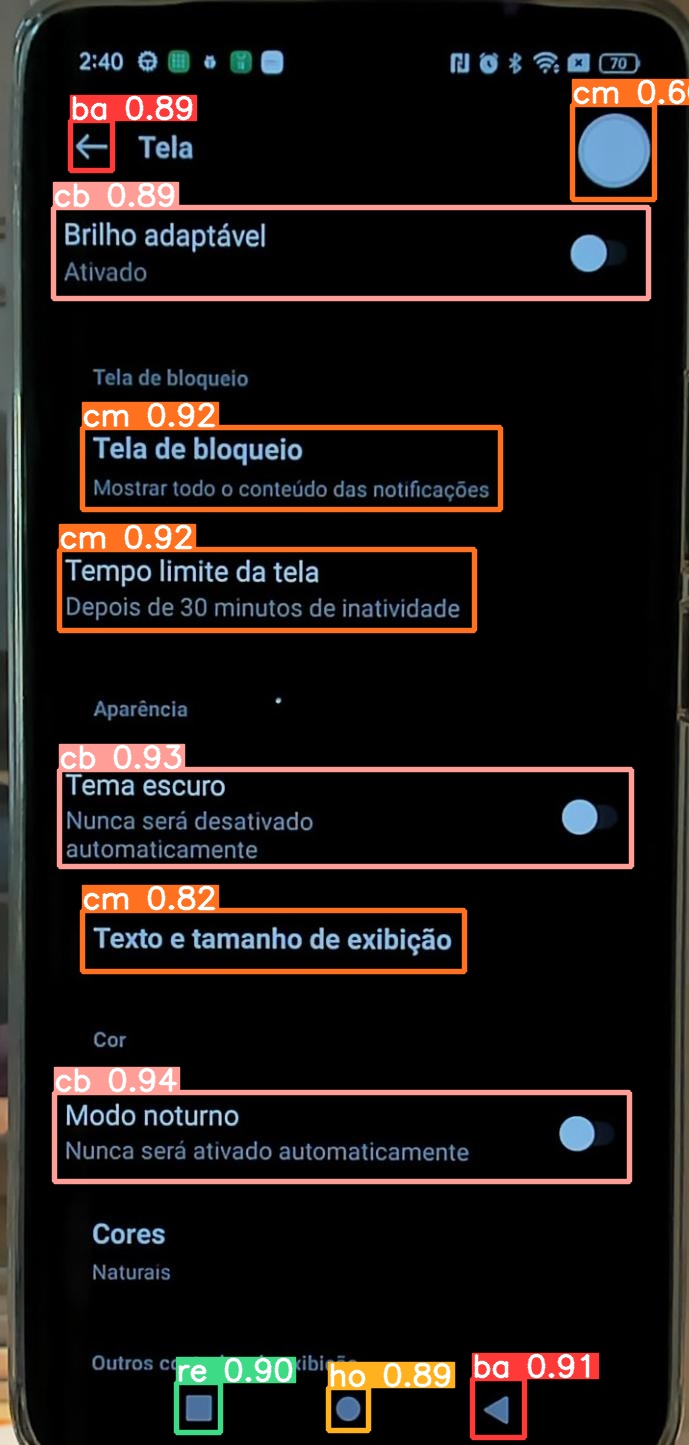 2:40
70
ba 0.89
cm 0.6
Tela
cb 0.89
Brilho adaptável
Ativado
Tela de bloqueio
cm 0.92
Tela de bloqueio
Mostrar todo o conteúdo das notificações
cm 0.92
Tempo limite da tela
Depois de 30 minutos de inatividade
Aparência
cb 0.93
Tema escuro
Nunca será desativado
automaticamente
cm 0.82
Texto e tamanho de exibição
Cor
cb 0.94
Modo noturno
Nunca será ativado automaticamente
Cores
Naturais
Outros
re 0.90
ho 0.89
ba 0.91